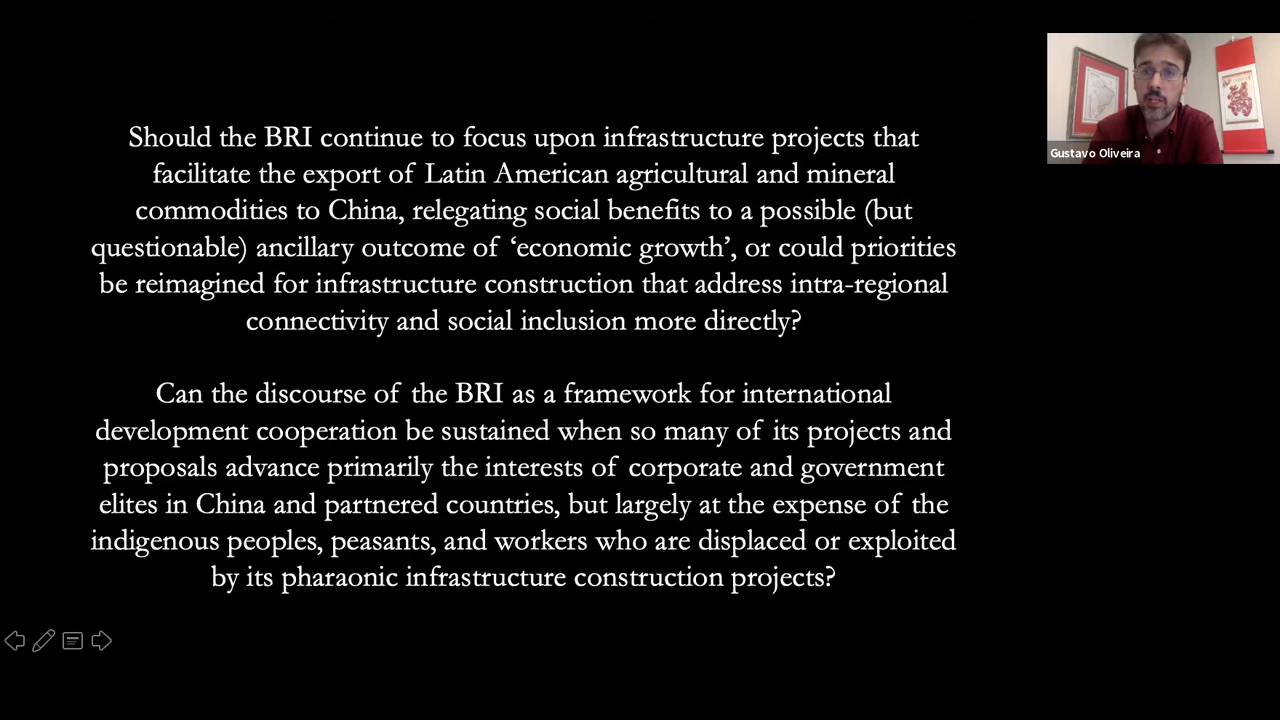 Should the BRI continue to focus upon infrastructure projects that
facilitate the export of Latin American agricultural and mineral
commodities to China, relegating social benefits to a possible (but
questionable) ancillary outcome of ‘economic growth’, or could priorities
be reimagined for infrastructure construction that address intra-regional
connectivity and social inclusion more directly?
Can the discourse of the BRI as a framework for international
development cooperation be sustained when so many of its projects and
proposals advance primarily the interests of corporate and government
elites in China and partnered countries, but largely at the expense of the
indigenous peoples, peasants, and workers who are displaced or exploited
by its pharaonic infrastructure construction projects?
Gustavo Oliveira